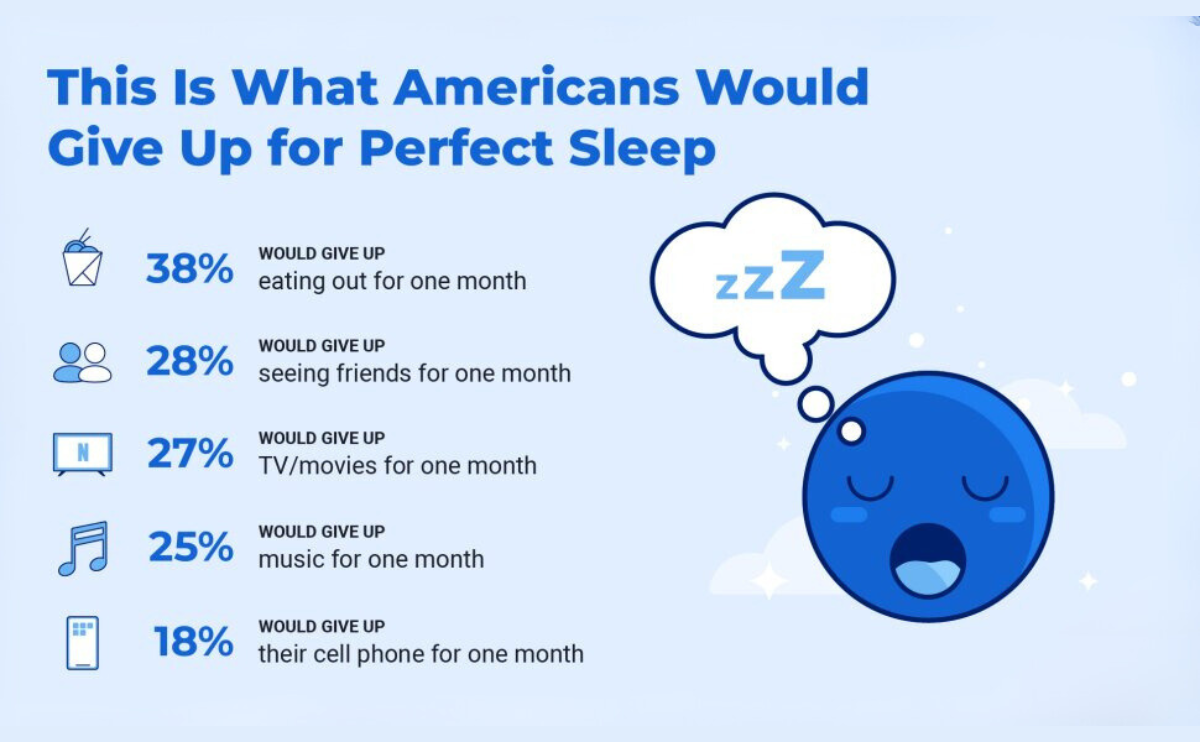 This Is What Americans Would
Give Up for Perfect Sleep
zzZ
38%
WOULD GIVE UP
eating out for one month
28%
WOULD GIVE UP
seeing friends for one month
N
27%
WOULD GIVE UP
TV/movies for one month
25%
WOULD GIVE UP
music for one month
18%
WOULD GIVE UP
their cell phone for one month